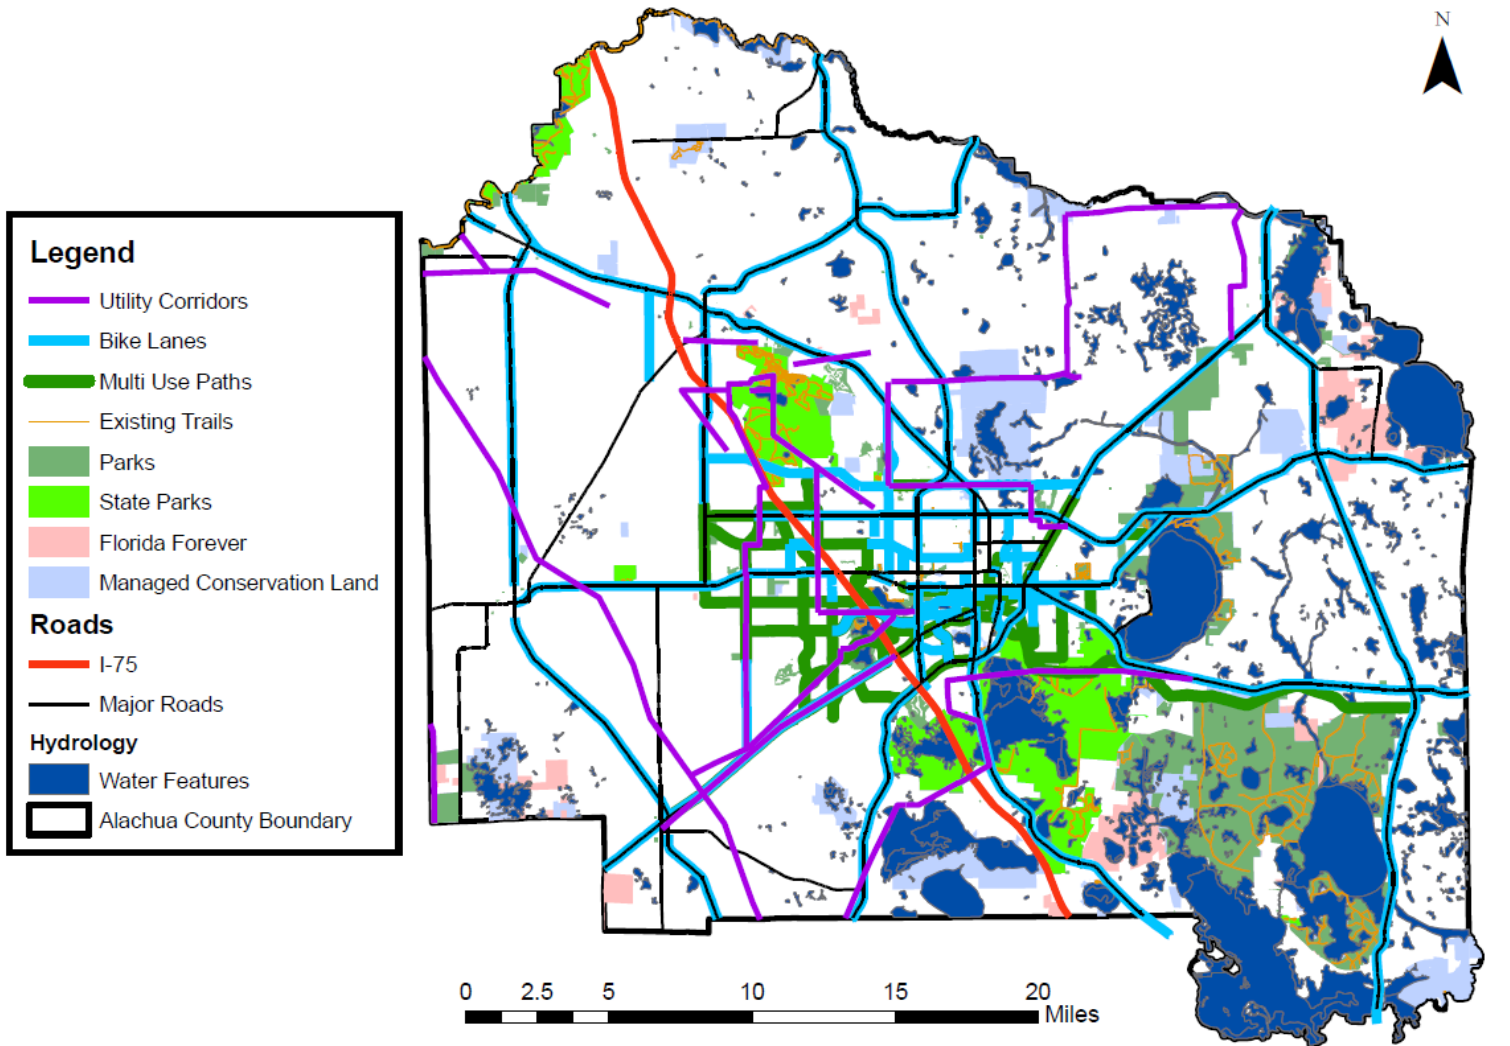 N
Legend
Utility Corridors
Bike Lanes
Multi Use Paths
Existing Trails
Parks
State Parks
Florida Forever
Managed Conservation Land
Roads
I-75
Major Roads
Hydrology
Water Features
Alachua County Boundary
0 2.5 5 10 15 20
Miles